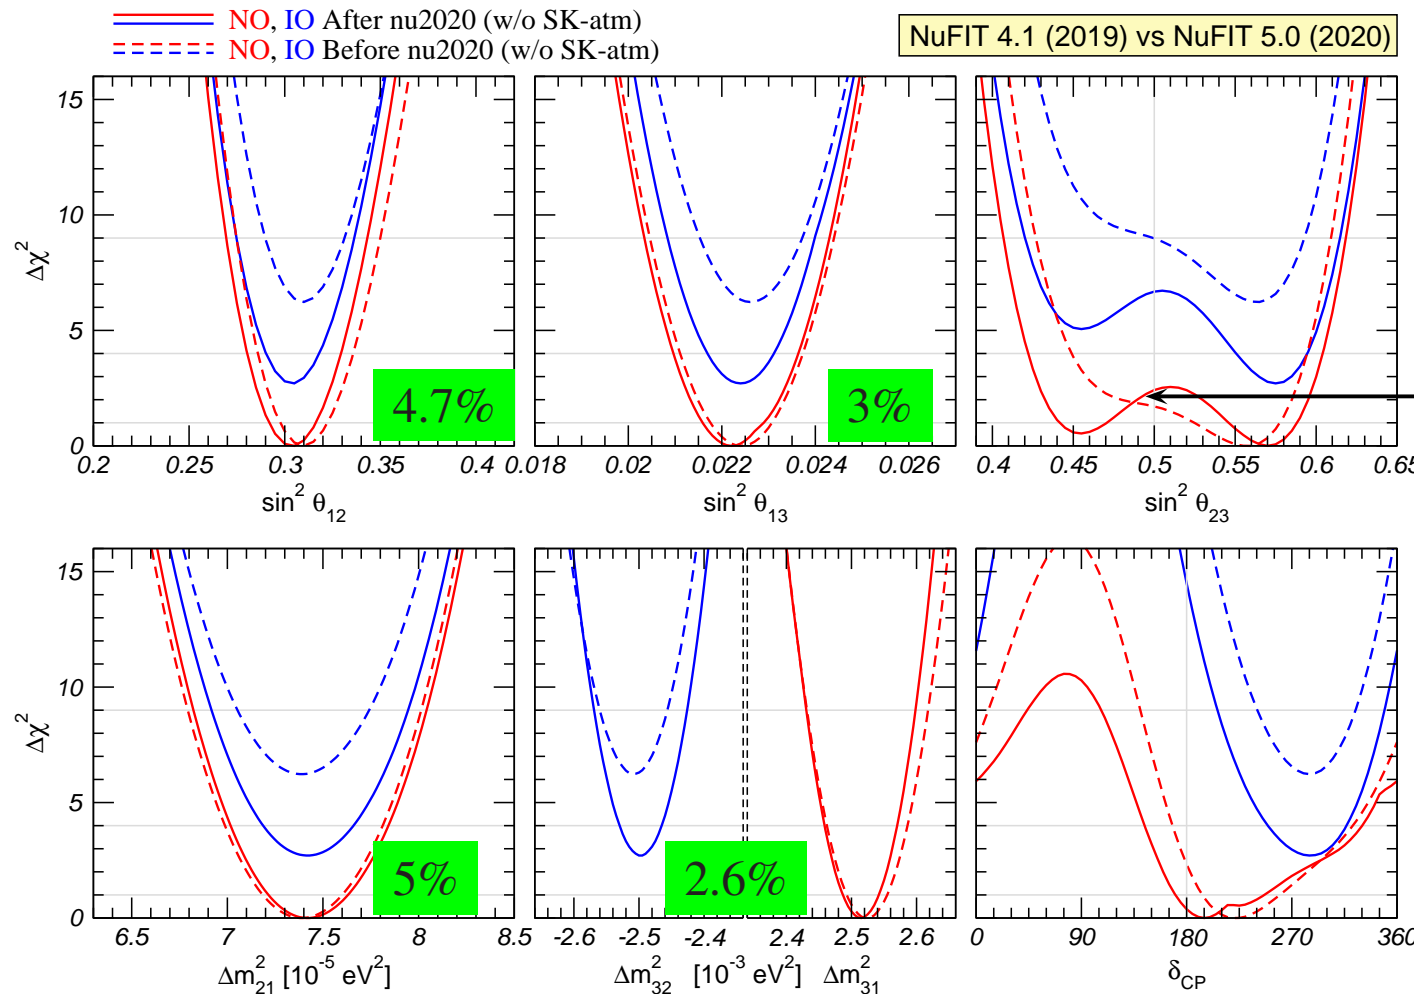 NO, IO After nu2020 (w/o SK-atm)
NO, IO Before nu2020 (w/o SK-atm)
NuFIT 4.1 (2019) vs NuFIT 5.0 (2020)
15
10
5
0
Δχ²
4.7%
3%
0.2 0.25 0.3 0.35 0.4
0.018 0.02 0.022 0.024 0.026
0.4 0.45 0.5 0.55 0.6 0.65
sin² θ₁₂
sin² θ₁₃
sin² θ₂₃
15
10
5
0
Δχ²
5%
2.6%
6.5 7 7.5 8 8.5
-2.6 -2.5 -2.4 2.4 2.5 2.6
0 90 180 270 360
Δm²₂₁ [10⁻⁵ eV²]
Δm²₃₂ [10⁻³ eV²] Δm²₃₁
δCP